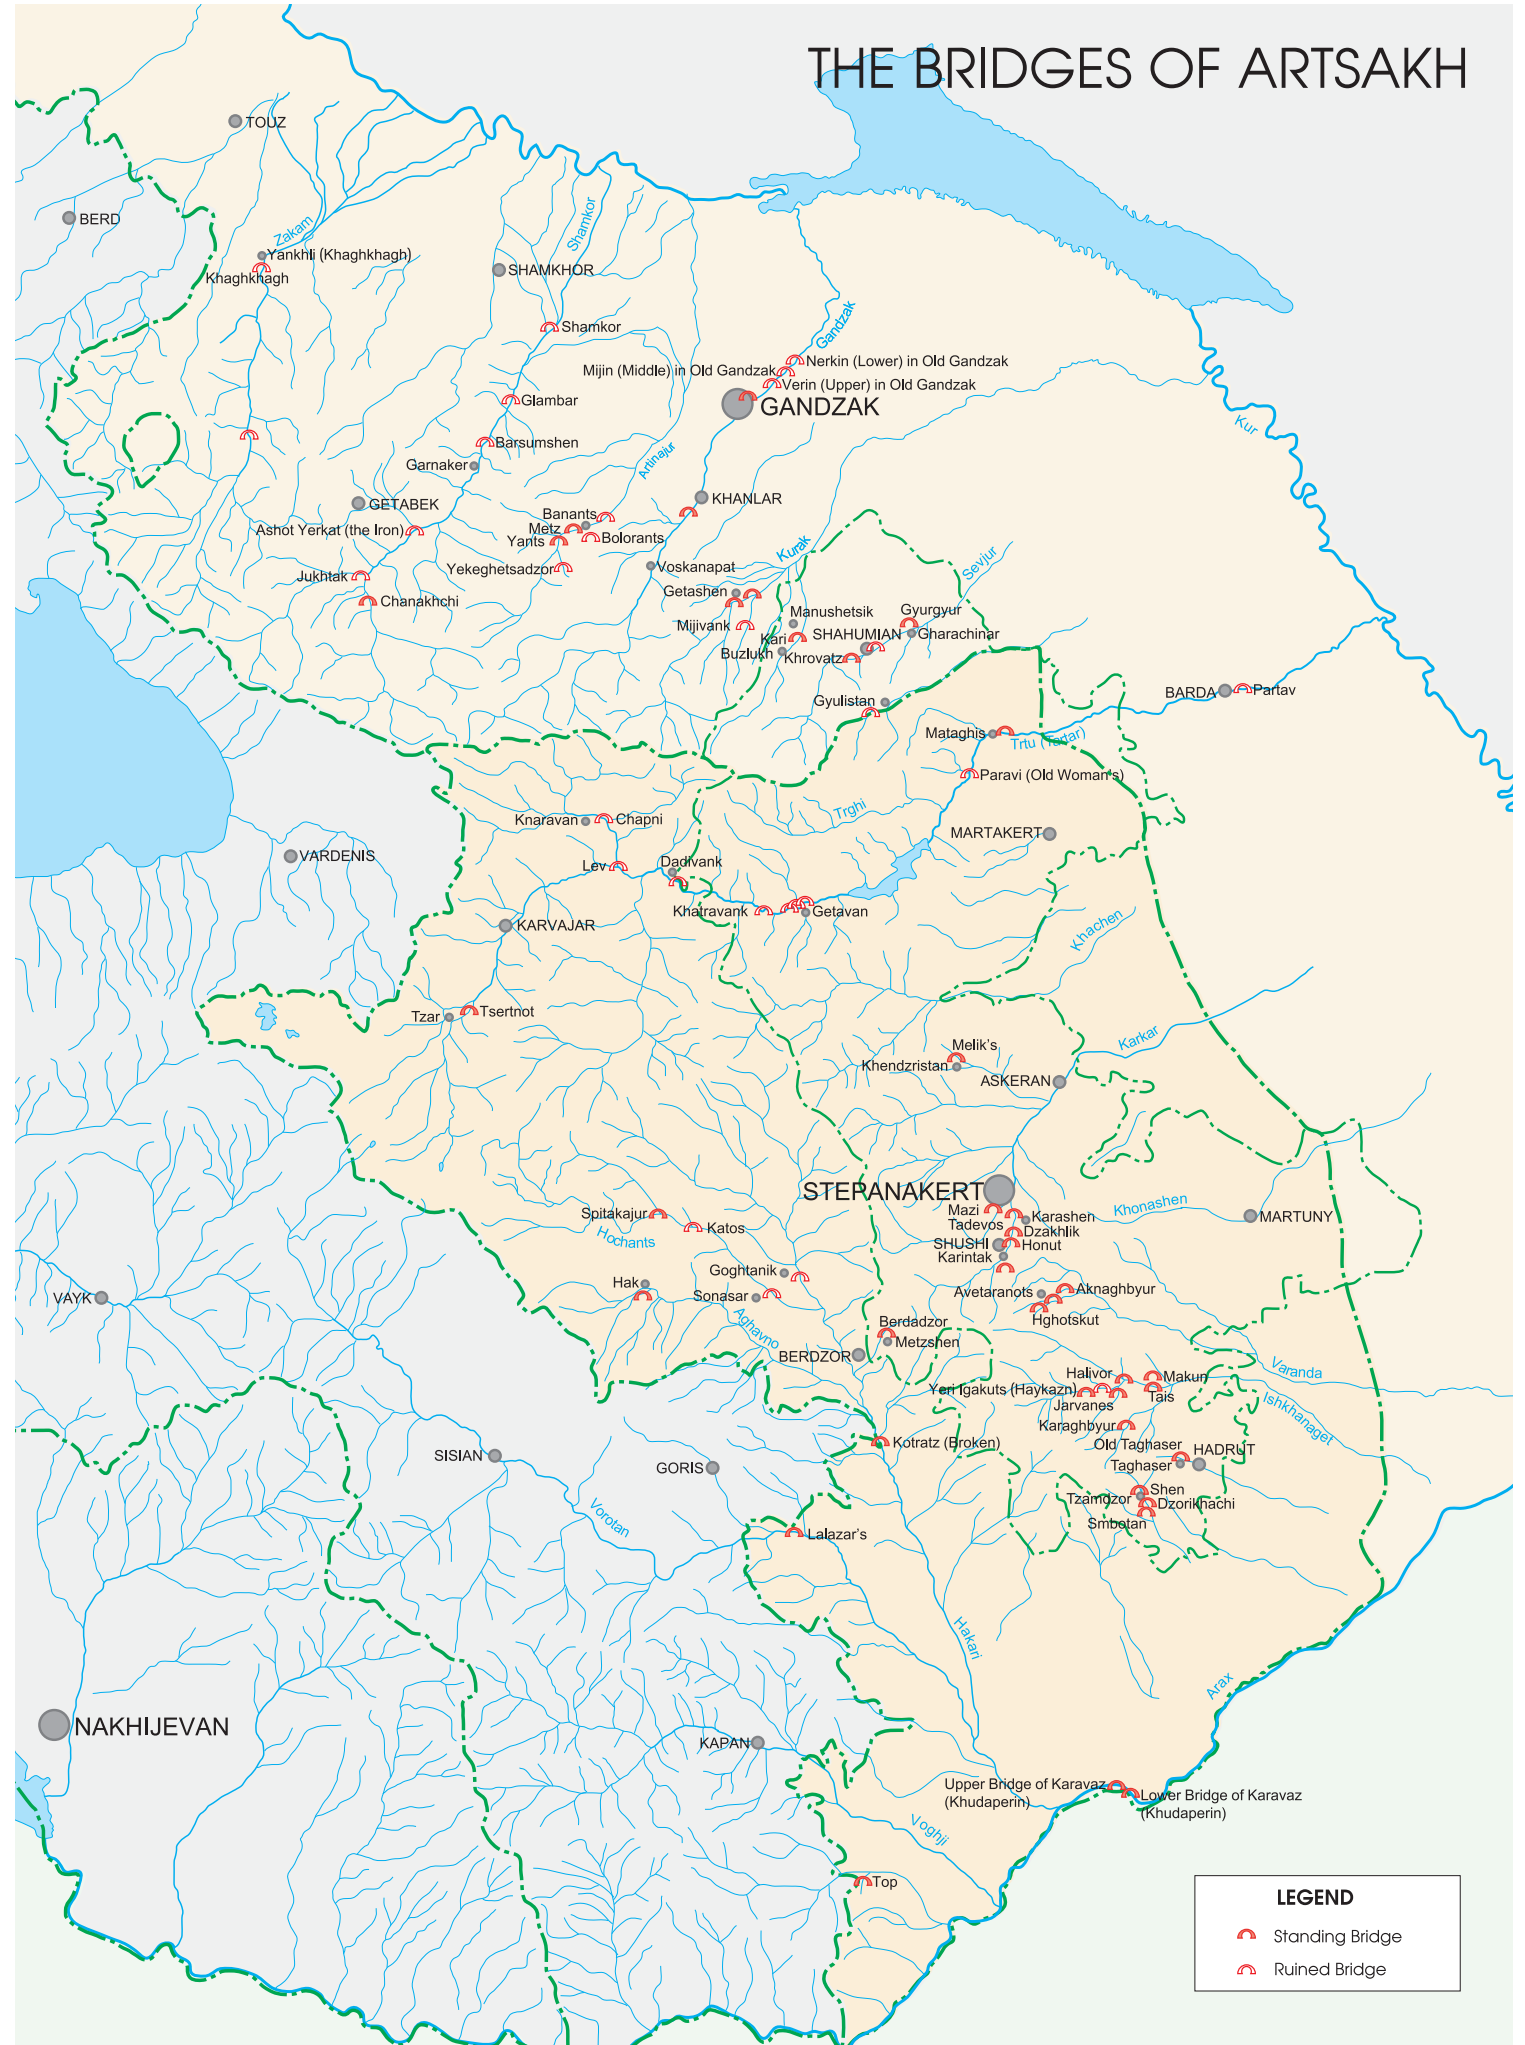 THE BRIDGES OF ARTSAKH
TOUZ
BERD
Zakam
Shamkor
Yankhli (Khaghkhagh)
Khaghkhagh
SHAMKHOR
Shamkor
Gandzak
Nerkin (Lower) in Old Gandzak
Mijin (Middle) in Old Gandzak
Verin (Upper) in Old Gandzak
GANDZAK
Glambar
Kur
Barsumshen
Garnaker
Artinajur
GETABEK
KHANLAR
Banants
Ashot Yerkat (the Iron)
Metz
Yants
Bolorants
Kurak
Sevjur
Yekeghetsadzor
Voskanapat
Jukhtak
Chanakhchi
Getashen
Manushetsik
Gyurgyur
Mijivank
Kari
SHAHUMIAN
Gharachinar
Buzlukh
Khrovatz
BARDA
Partav
Gyulistan
Mataghis
Trtu (Tartar)
Paravi (Old Woman's)
Trghi
Knaravan
Chapni
MARTAKERT
VARDENIS
Lev
Dadivank
Khatravank
Getavan
KARVAJAR
Khachen
Tzar
Tsertnot
Karkar
Melik's
Khendzristan
ASKERAN
STEPANAKERT
Khonashen
Spitakajur
Mazi
Karashen
MARTUNY
Katos
Tadevos
Hochants
Dzakhlik
SHUSHI
Honut
Karintak
Goghtanik
Hak
Sonasar
Avetaranots
Aknaghbyur
VAYK
Hghotskut
Aghavno
Berdadzor
Metzshen
BERDZOR
Varanda
Halivor
Makun
Yeri Igakuts (Haykazn)
Tais
Jarvanes
Ishkhanaget
Karaghbyur
Kotratz (Broken)
Old Taghaser
HADRUT
SISIAN
GORIS
Taghaser
Shen
Tzamdzor
Dzorikhachi
Vorotan
Smbotan
Lalazar's
Hakari
Arax
NAKHIJEVAN
KAPAN
Upper Bridge of Karavaz
(Khudaperin)
Lower Bridge of Karavaz
(Khudaperin)
Voghji
Top
LEGEND
Standing Bridge
Ruined Bridge